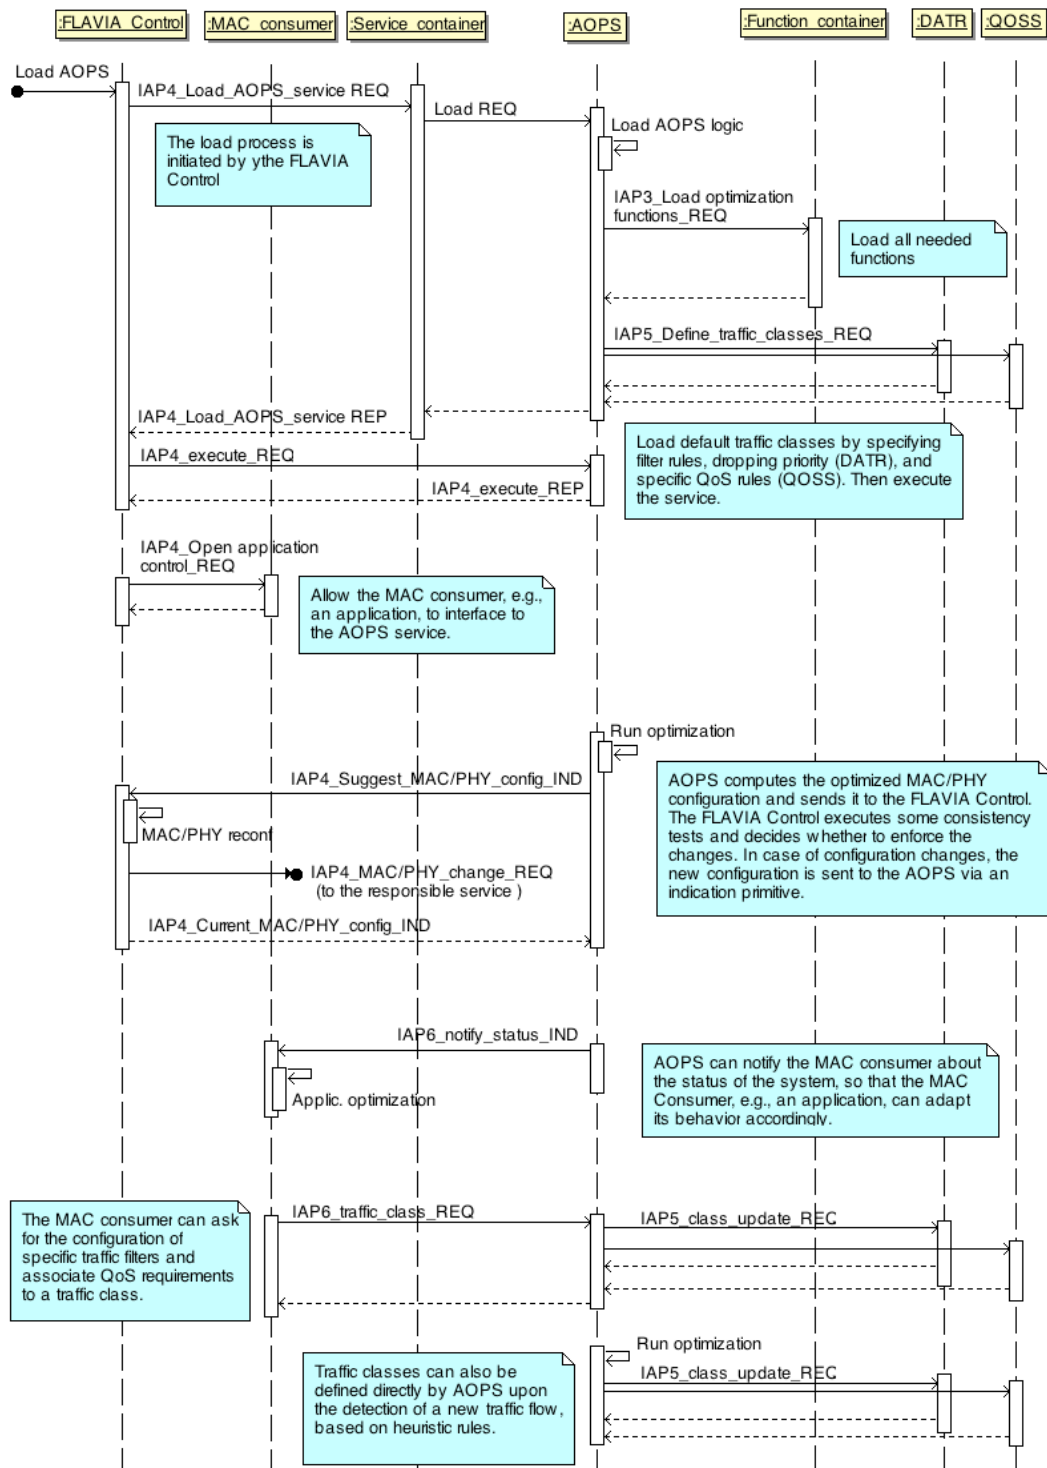 :FLAVIA_Control
:MAC_consumer
:Service_container
:AOPS
:Function_container
:DATR
:QOSS
Load AOPS
IAP4_Load_AOPS_service REQ
Load REQ
The load process is
initiated by ythe FLAVIA
Control
Load AOPS logic
IAP3_Load optimization
functions_REQ
Load all needed
functions
IAP5_Define_traffic_classes_REQ
IAP4_Load_AOPS_service REP
IAP4_execute_REQ
IAP4_execute_REP
Load default traffic classes by specifying
filter rules, dropping priority (DATR), and
specific QoS rules (QOSS). Then execute
the service.
IAP4_Open application
control_REQ
Allow the MAC consumer, e.g.,
an application, to interface to
the AOPS service.
Run optimization
IAP4_Suggest_MAC/PHY_config_IND
MAC/PHY reconf
AOPS computes the optimized MAC/PHY
configuration and sends it to the FLAVIA Control.
The FLAVIA Control executes some consistency
tests and decides whether to enforce the
changes. In case of configuration changes, the
new configuration is sent to the AOPS via an
indication primitive.
IAP4_MAC/PHY_change_REQ
(to the responsible service )
IAP4_Current_MAC/PHY_config_IND
IAP6_notify_status_IND
Applic. optimization
AOPS can notify the MAC consumer about
the status of the system, so that the MAC
Consumer, e.g., an application, can adapt
its behavior accordingly.
The MAC consumer can ask
for the configuration of
specific traffic filters and
associate QoS requirements
to a traffic class.
IAP6_traffic_class_REQ
IAP5_class_update_REQ
Run optimization
IAP5_class_update_REQ
Traffic classes can also be
defined directly by AOPS upon
the detection of a new traffic flow,
based on heuristic rules.